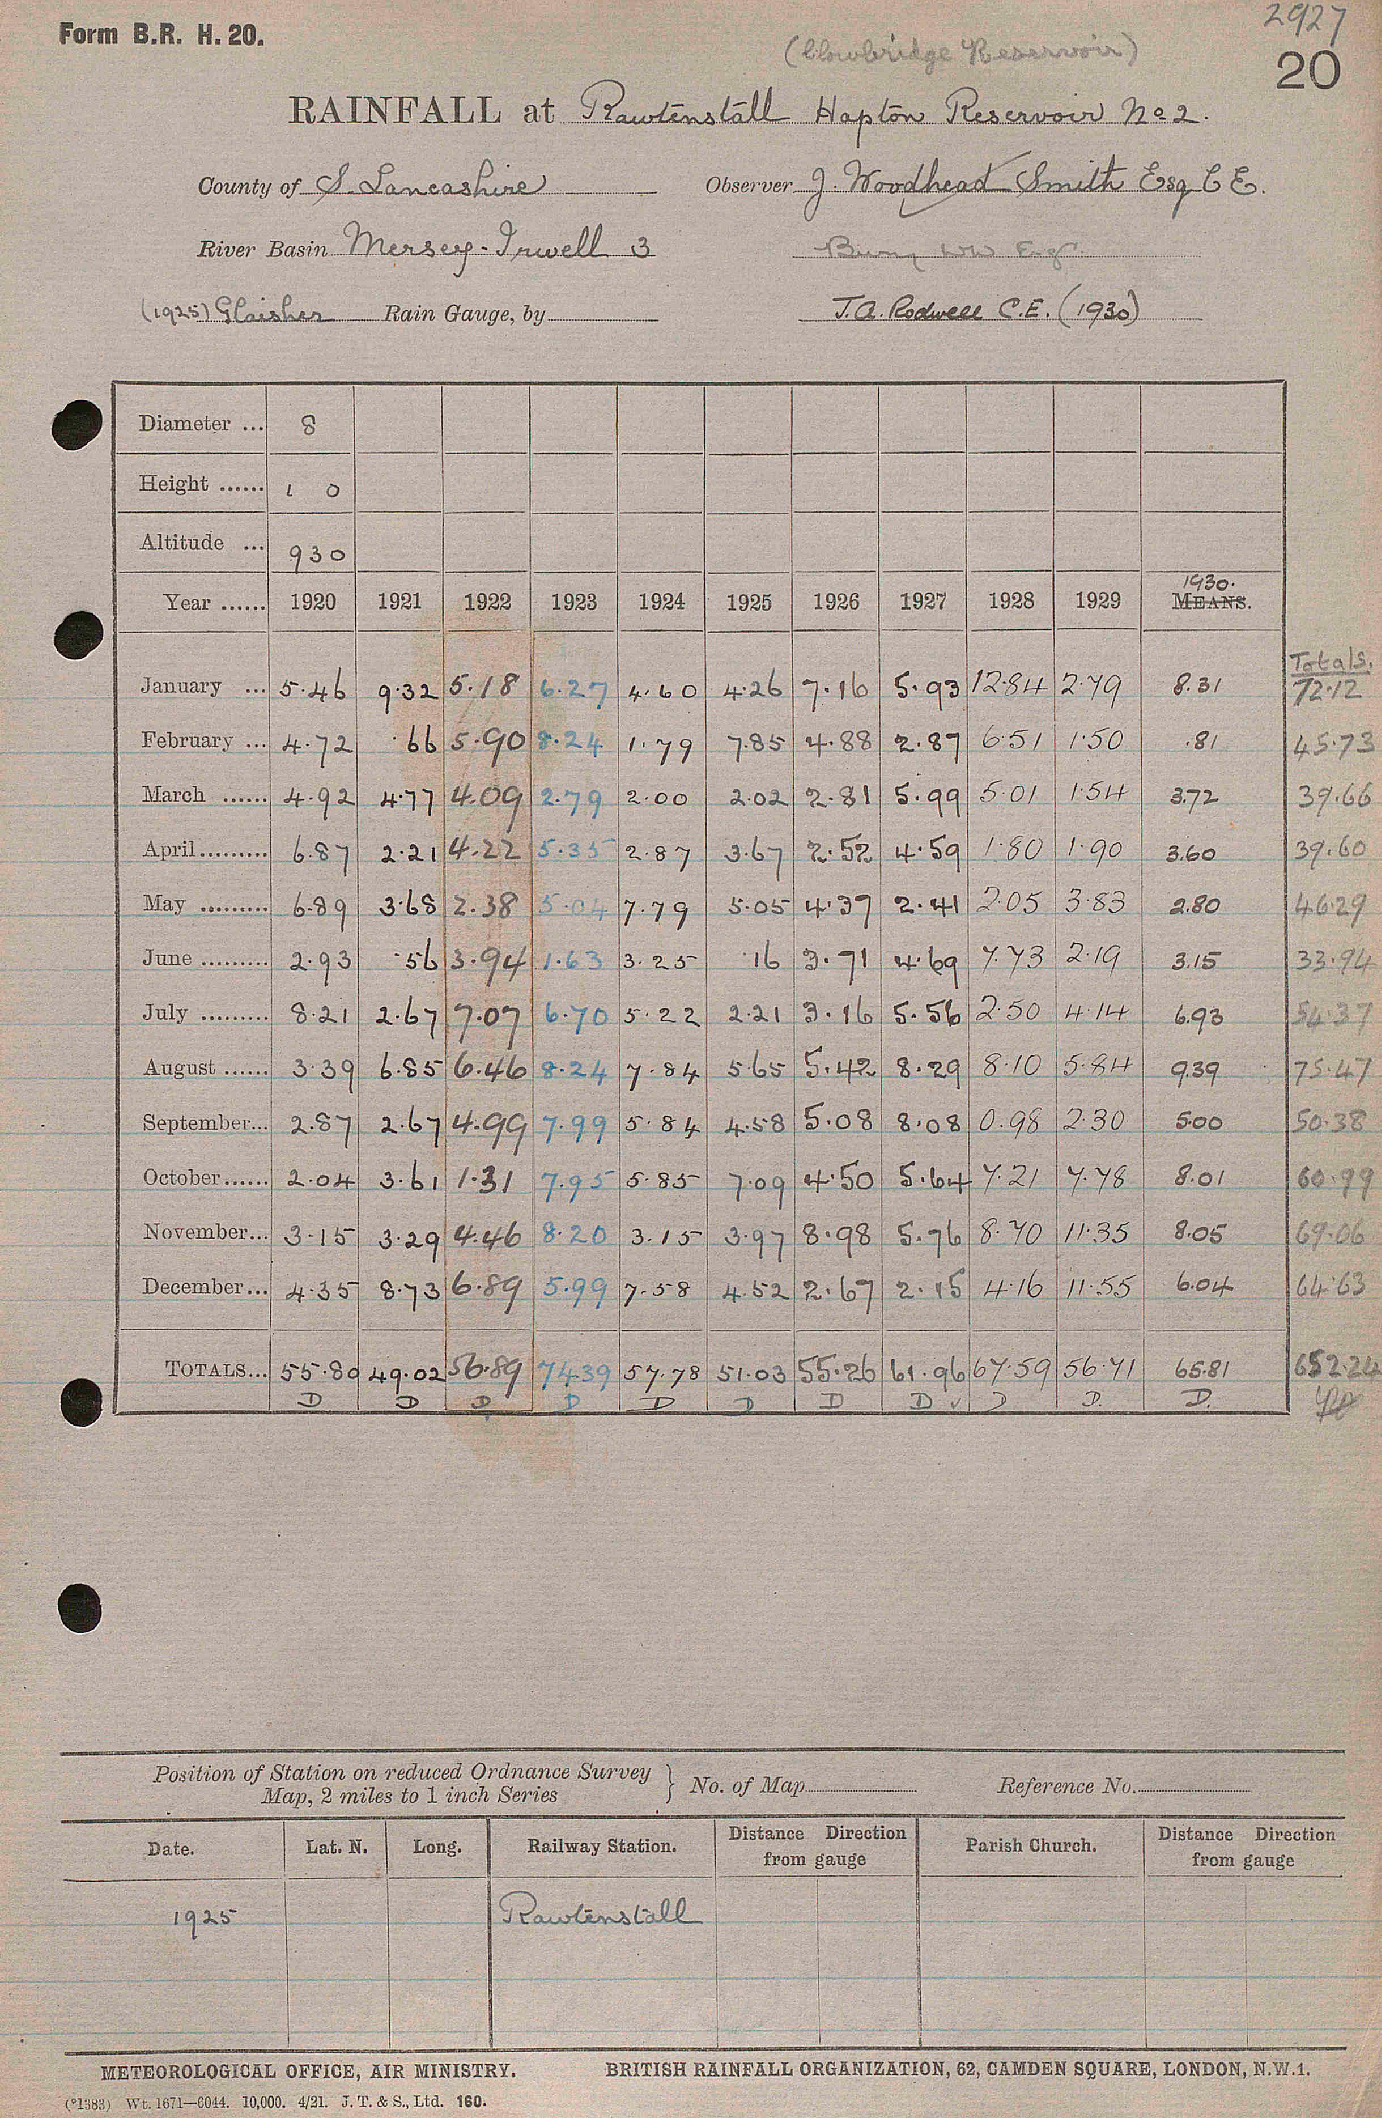 2927
Form B.R. H. 20.
(Clowbridge Reservoir)
20
RAINFALL at Rawtenstall Hapton Reservoir No 2.
County of S. Lancashire Observer J. Woodhead Smith Esq C E.
River Basin Mersey-Irwell 3 Bury WW Eng
(1925) Glaisher Rain Gauge, by J. A. Rodwell C.E. (1930)
Diameter ... 8
Height ...... 1 0
Altitude ... 930
1930.
Year ...... 1920 1921 1922 1923 1924 1925 1926 1927 1928 1929 MEANS.
Totals.
January ... 5.46 9.32 5.18 6.27 4.60 4.26 7.16 5.93 12.84 2.79 8.31 72.12
February ... 4.72 .66 5.90 8.24 1.79 7.85 4.88 2.87 6.51 1.50 .81 45.73
March ...... 4.92 4.77 4.09 2.79 2.00 2.02 2.81 5.99 5.01 1.54 3.72 39.66
April......... 6.87 2.21 4.22 5.35 2.87 3.67 2.52 4.59 1.80 1.90 3.60 39.60
May ......... 6.89 3.68 2.38 5.04 7.79 5.05 4.37 2.41 2.05 3.83 2.80 46.29
June ......... 2.93 .56 3.94 1.63 3.25 .16 3.71 4.69 7.73 2.19 3.15 33.94
July ......... 8.21 2.67 7.07 6.70 5.22 2.21 3.16 5.56 2.50 4.14 6.93 54.37
August ...... 3.39 6.85 6.46 8.24 7.84 5.65 5.42 8.29 8.10 5.84 9.39 75.47
September... 2.87 2.67 4.99 7.99 5.84 4.58 5.08 8.08 0.98 2.30 5.00 50.38
October...... 2.04 3.61 1.31 7.95 5.85 7.09 4.50 5.64 7.21 7.78 8.01 60.99
November... 3.15 3.29 4.46 8.20 3.15 3.97 8.98 5.76 8.70 11.35 8.05 69.06
December... 4.35 8.73 6.89 5.99 7.58 4.52 2.67 2.15 4.16 11.55 6.04 64.63
TOTALS... 55.80 49.02 56.89 74.39 57.78 51.03 55.26 61.96 67.59 56.71 65.81 652.24
D D D D D D D D ✓ D D. D.
Position of Station on reduced Ordnance Survey } No. of Map Reference No.
Map, 2 miles to 1 inch Series
Date. Lat. N. Long. Railway Station. Distance Direction from gauge Parish Church. Distance Direction from gauge
1925 Rawtenstall
METEOROLOGICAL OFFICE, AIR MINISTRY. BRITISH RAINFALL ORGANIZATION, 62, CAMDEN SQUARE, LONDON, N.W.1.
(*1383) Wt. 1671—6044. 10,000. 4/21. J. T. & S., Ltd. 160.